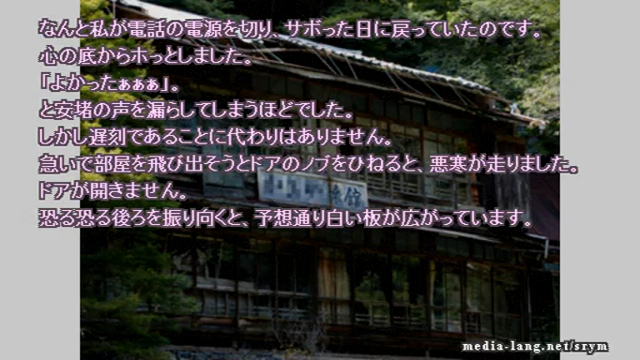 なんと私が電話の電源を切り、サボった日に戻っていたのです。
心の底からホっとしました。
「よかったぁぁぁ」。
と安堵の声を漏らしてしまうほどでした。
しかし遅刻であることに代わりはありません。
急いで部屋を飛び出そうとドアのノブをひねると、悪寒が走りました。
ドアが開きません。
恐る恐る後ろを振り向くと、予想通り白い板が広がっています。
館
media-lang.net/srym